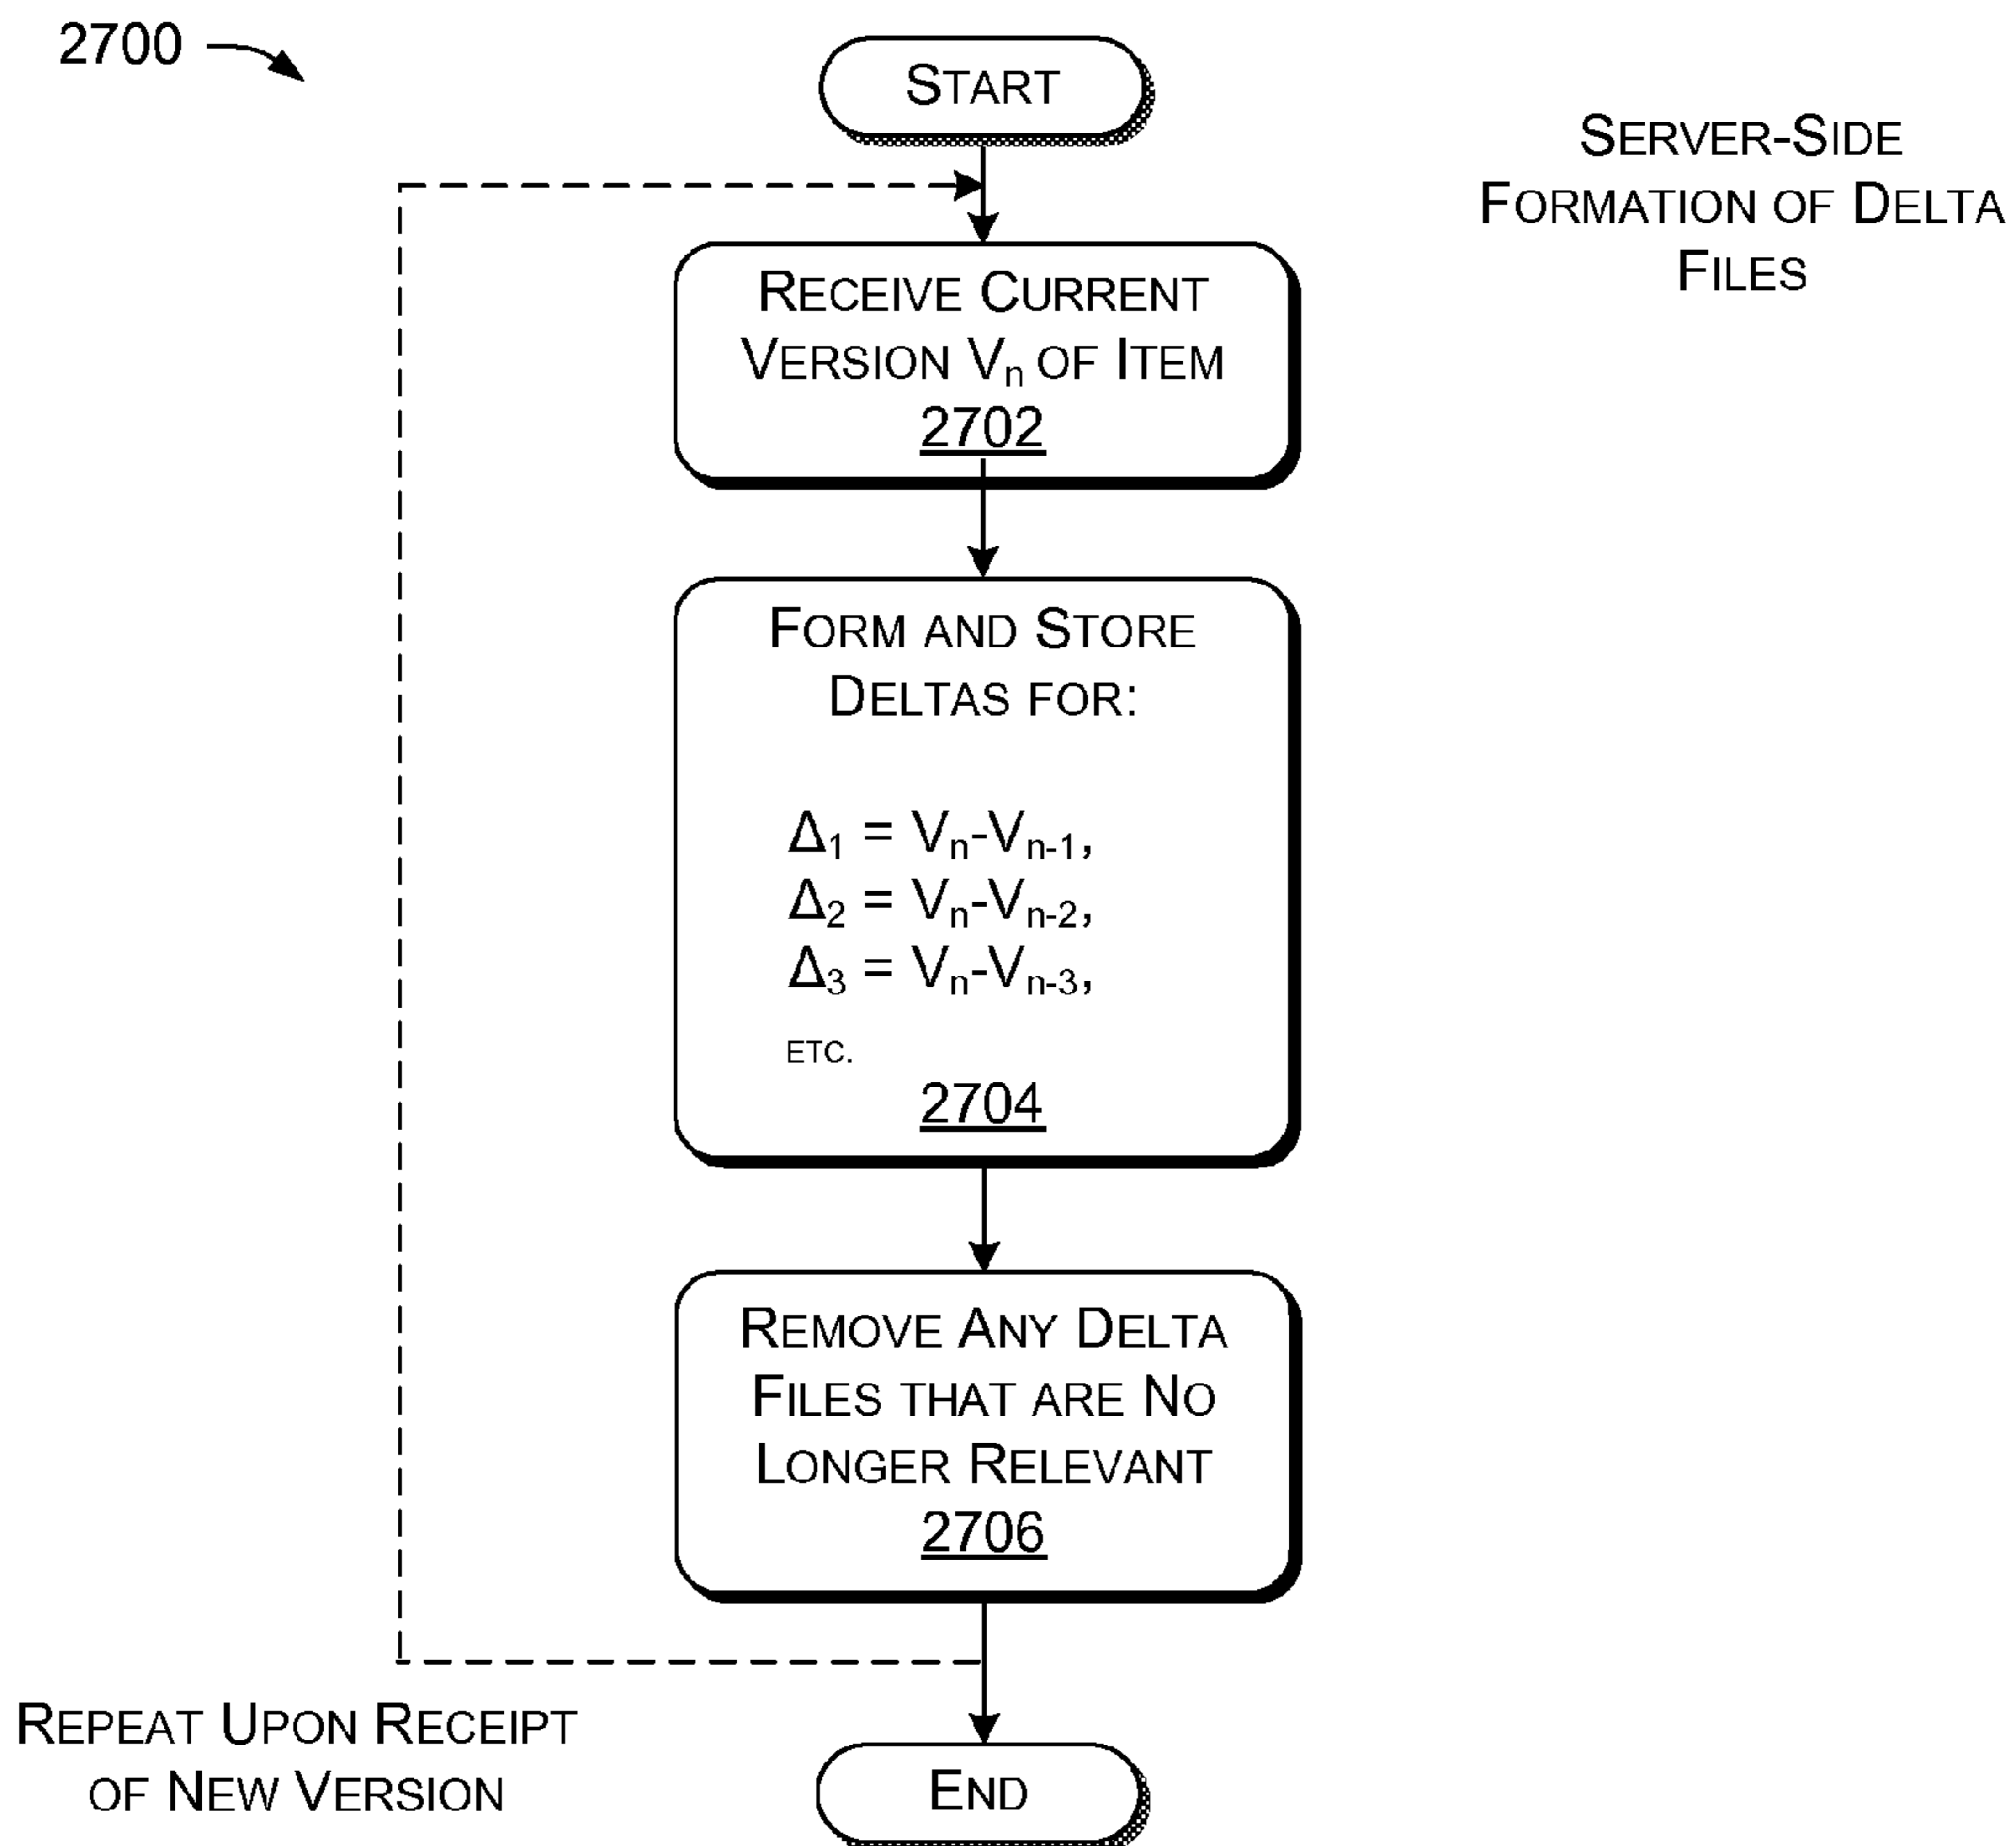 2700
START
SERVER-SIDE
FORMATION OF DELTA
FILES
RECEIVE CURRENT
VERSION Vn OF ITEM
2702
FORM AND STORE
DELTAS FOR:
Δ1 = Vn-Vn-1,
Δ2 = Vn-Vn-2,
Δ3 = Vn-Vn-3,
ETC.
2704
REMOVE ANY DELTA
FILES THAT ARE NO
LONGER RELEVANT
2706
REPEAT UPON RECEIPT
OF NEW VERSION
END